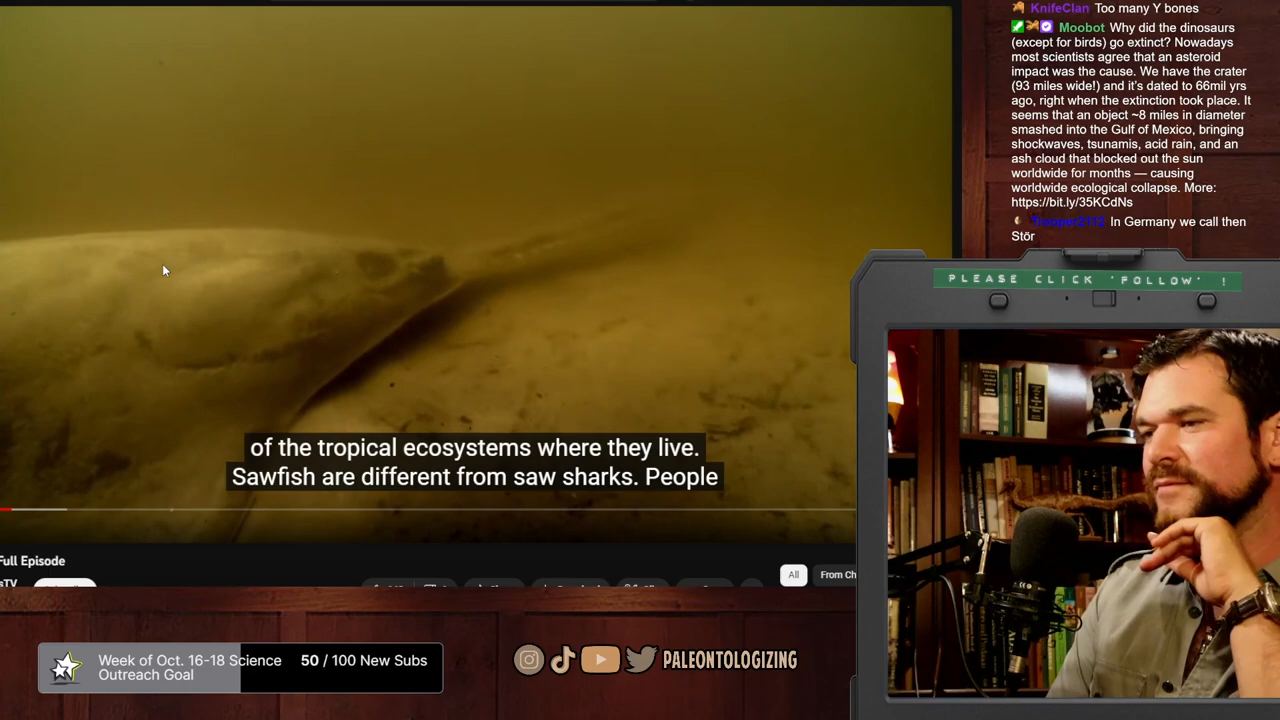 KnifeClan Too many Y bones
Moobot Why did the dinosaurs
(except for birds) go extinct? Nowadays
most scientists agree that an asteroid
impact was the cause. We have the crater
(93 miles wide!) and it's dated to 66mil yrs
ago, right when the extinction took place. It
seems that an object ~8 miles in diameter
smashed into the Gulf of Mexico, bringing
shockwaves, tsunamis, acid rain, and an
ash cloud that blocked out the sun
worldwide for months — causing
worldwide ecological collapse. More:
https://bit.ly/35KCdNs
Trooper2112 In Germany we call then
Stör
PLEASE CLICK 'FOLLOW' !
of the tropical ecosystems where they live.
Sawfish are different from saw sharks. People
Full Episode
All
From Ch
Week of Oct. 16-18 Science
Outreach Goal
50 / 100 New Subs
PALEONTOLOGIZING